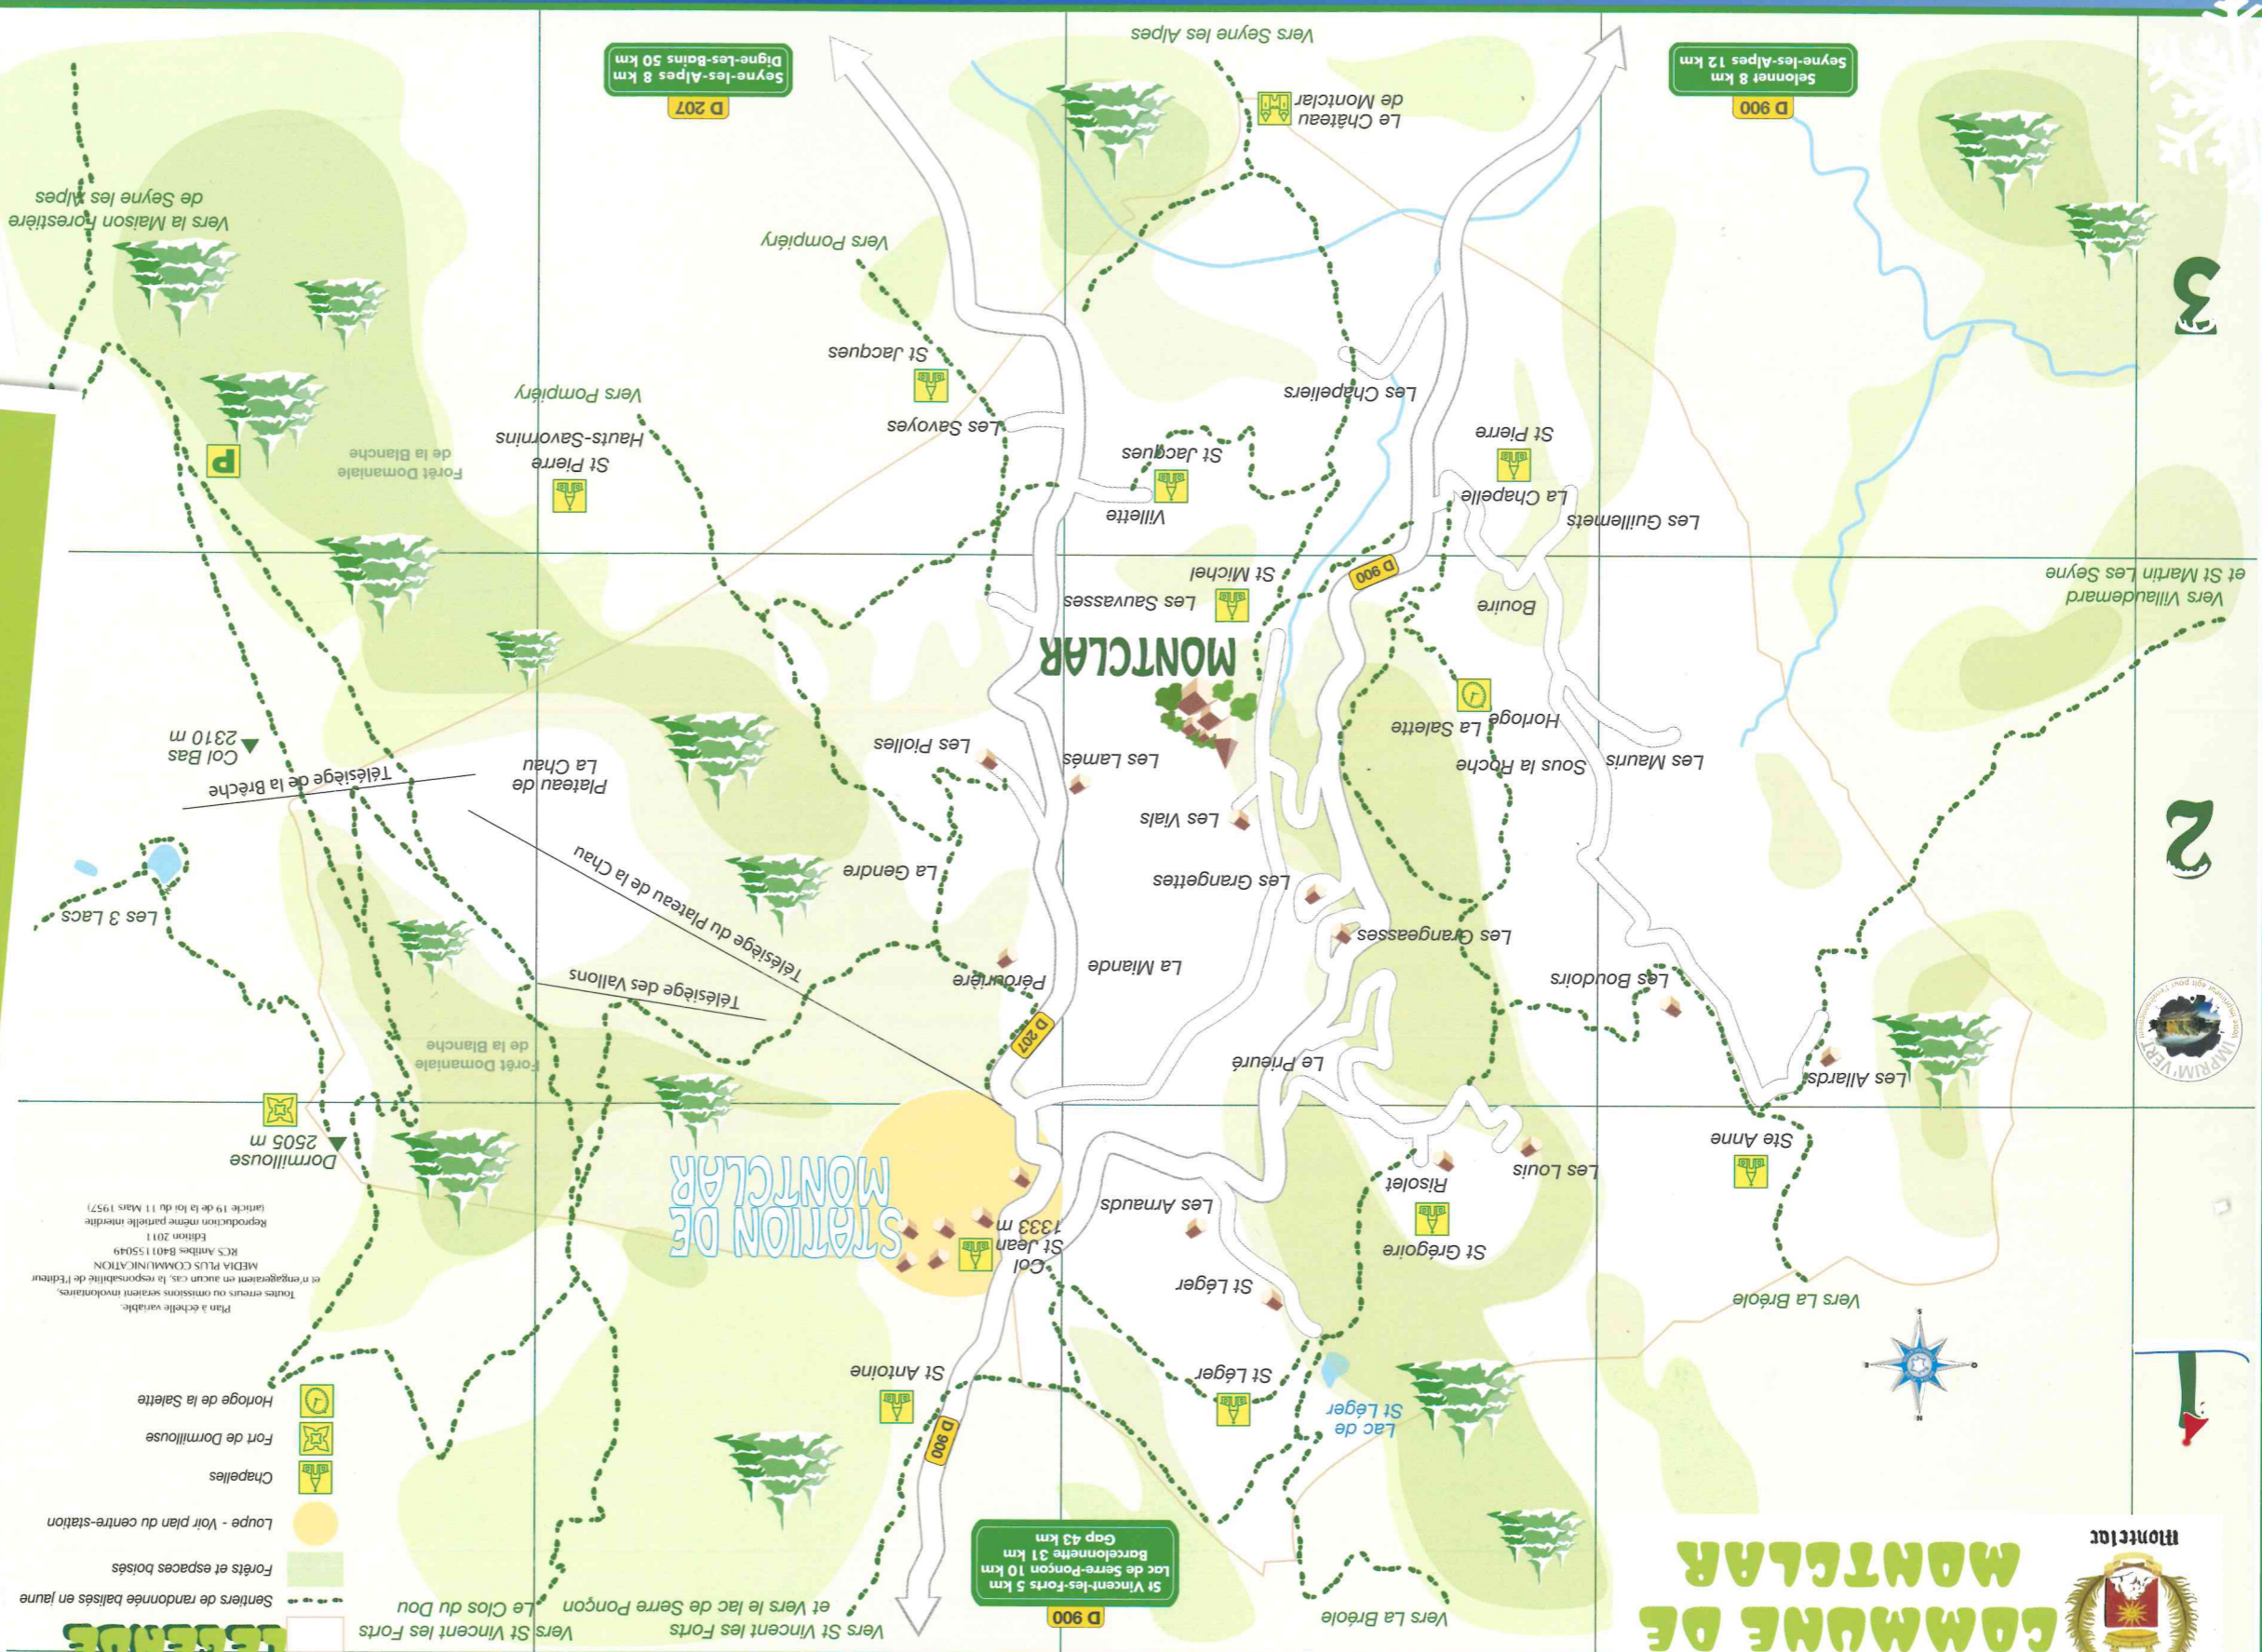 COMMUNE DE
MONTCLAR
Montclar
LÉGENDE
Sentiers de randonnée balisés en jaune
Forêts et espaces boisés
Loupe - Voir plan du centre-station
Chapelles
Fort de Dormillouse
Horloge de la Salette
Plan à échelle variable.
Toutes erreurs ou omissions seraient involontaires,
et n'engageraient en aucun cas, la responsabilité de l'Editeur
MEDIA PLUS COMMUNICATION
RCS Antibes B401155049
Edition 2011
Reproduction même partielle interdite
(article 19 de la loi du 11 Mars 1957)
Vers La Bréole
D 900
St Vincent-les-Forts 5 km
Lac de Serre-Ponçon 10 km
Barcelonnette 31 km
Gap 43 km
Vers St Vincent les Forts
et Vers le lac de Serre Ponçon
Vers St Vincent les Forts
Le Clos du Dou
D 900
1
N
S
Lac de
St Léger
St Léger
St Antoine
Vers La Bréole
St Léger
St Grégoire
Risolet
Les Louis
Les Arnauds
Col
St Jean
1333 m
STATION DE
MONTCLAR
Ste Anne
Dormillouse
2505 m
Les Allards
IMPRIM'VERT
Le Prieuré
D 207
Forêt Domaniale
de la Blanche
Les Boudoirs
La Miande
Pérourière
Télésiège des Vallons
Les Grangeasses
Les Grangettes
La Gendre
Télésiège du Plateau de la Chau
Les 3 Lacs
2
Les Vials
Les Mauris
Sous la Roche
Horloge La Salette
Les Lamés
Les Piolles
Plateau de
La Chau
Télésiège de la Brèche
Col Bas
2310 m
MONTCLAR
Bouire
Les Sauvasses
St Michel
D 900
Vers Villaudemard
et St Martin Les Seyne
Les Guillemets
La Chapelle
St Pierre
Villette
St Jacques
Les Savoyes
St Jacques
St Pierre
Hauts-Savornins
Vers Pompiéry
Forêt Domaniale
de la Blanche
P
Les Chapeliers
3
Vers Pompiéry
Vers la Maison Forestière
de Seyne les Alpes
Le Château
de Montclar
D 900
Selonnet 8 km
Seyne-les-Alpes 12 km
D 207
Seyne-les-Alpes 8 km
Digne-Les-Bains 50 km
Vers Seyne les Alpes